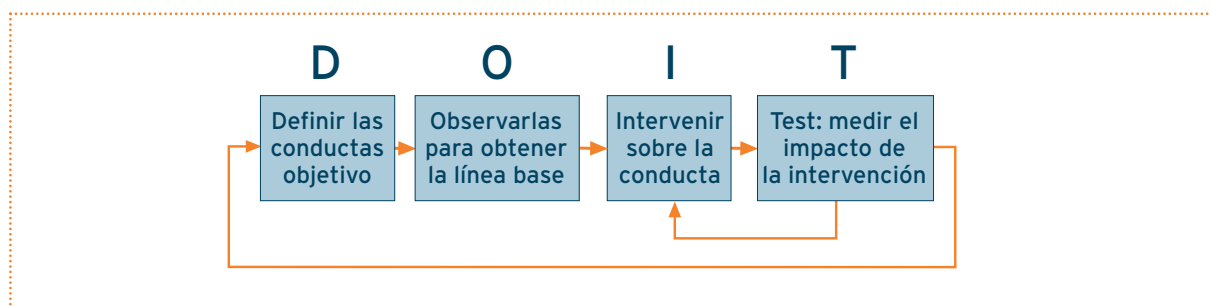 D O I T
Definir las
conductas
objetivo
Observarlas
para obtener
la línea base
Intervenir
sobre la
conducta
Test: medir el
impacto de
la intervención